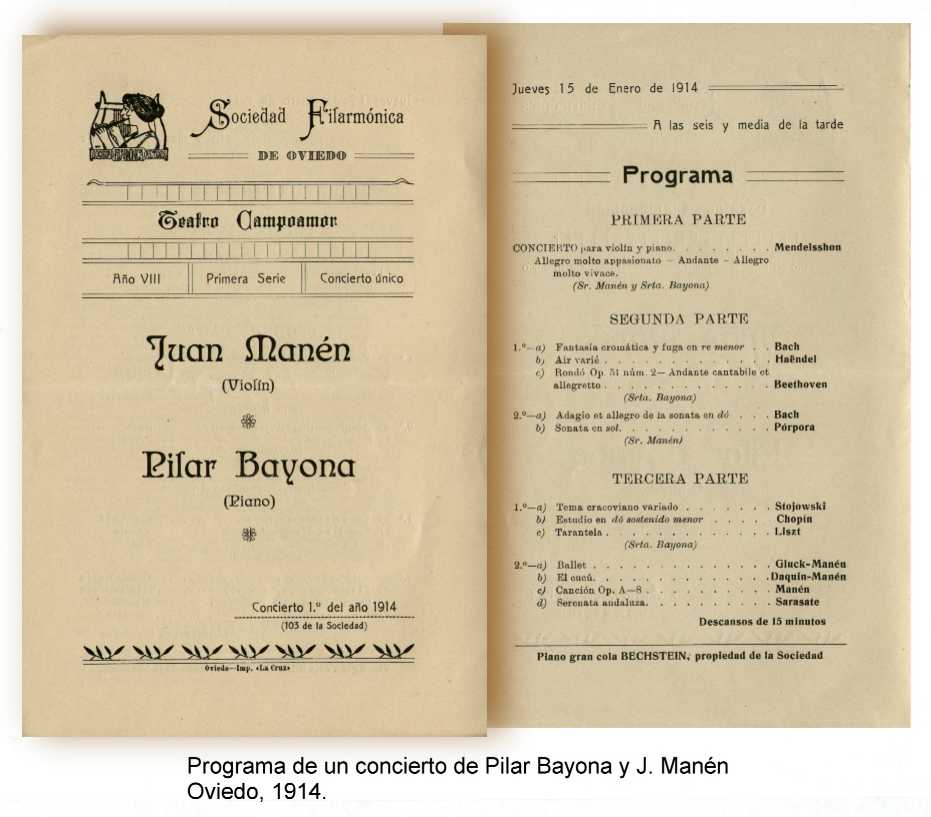 Sociedad Filarmónica
DE OVIEDO
Teatro Campoamor
Año VIII
Primera Serie
Concierto único
Juan Manén
(Violín)
Pilar Bayona
(Piano)
Concierto 1.º del año 1914
(103 de la Sociedad)
Oviedo—Imp. «La Cruz»
Jueves 15 de Enero de 1914
A las seis y media de la tarde
Programa
PRIMERA PARTE
CONCIERTO para violín y piano. . . . . . . . Mendelsshon
Allegro molto appasionato — Andante — Allegro
molto vivace.
(Sr. Manén y Srta. Bayona)
SEGUNDA PARTE
1.º—a) Fantasía cromática y fuga en re menor . . Bach
b) Air varié . . . . . . . . . . . . . Haëndel
c) Rondó Op. 51 núm. 2— Andante cantabile et
allegretto . . . . . . . . . . . . . Beethoven
(Srta. Bayona)
2.º—a) Adagio et allegro de la sonata en dó . . . Bach
b) Sonata en sol. . . . . . . . . . . . Pórpora
(Sr. Manén)
TERCERA PARTE
1.º—a) Tema cracoviano variado . . . . . . . Stojowski
b) Estudio en dó sostenido menor . . . . . Chopin
c) Tarantela . . . . . . . . . . . . . Liszt
(Srta. Bayona)
2.º—a) Ballet . . . . . . . . . . . . . . Gluck-Manén
b) El cucú. . . . . . . . . . . . . . Daquin-Manén
c) Canción Op. A—8 . . . . . . . . . . Manén
d) Serenata andaluza. . . . . . . . . . Sarasate
Descansos de 15 minutos
Piano gran cola BECHSTEIN, propiedad de la Sociedad
Programa de un concierto de Pilar Bayona y J. Manén
Oviedo, 1914.